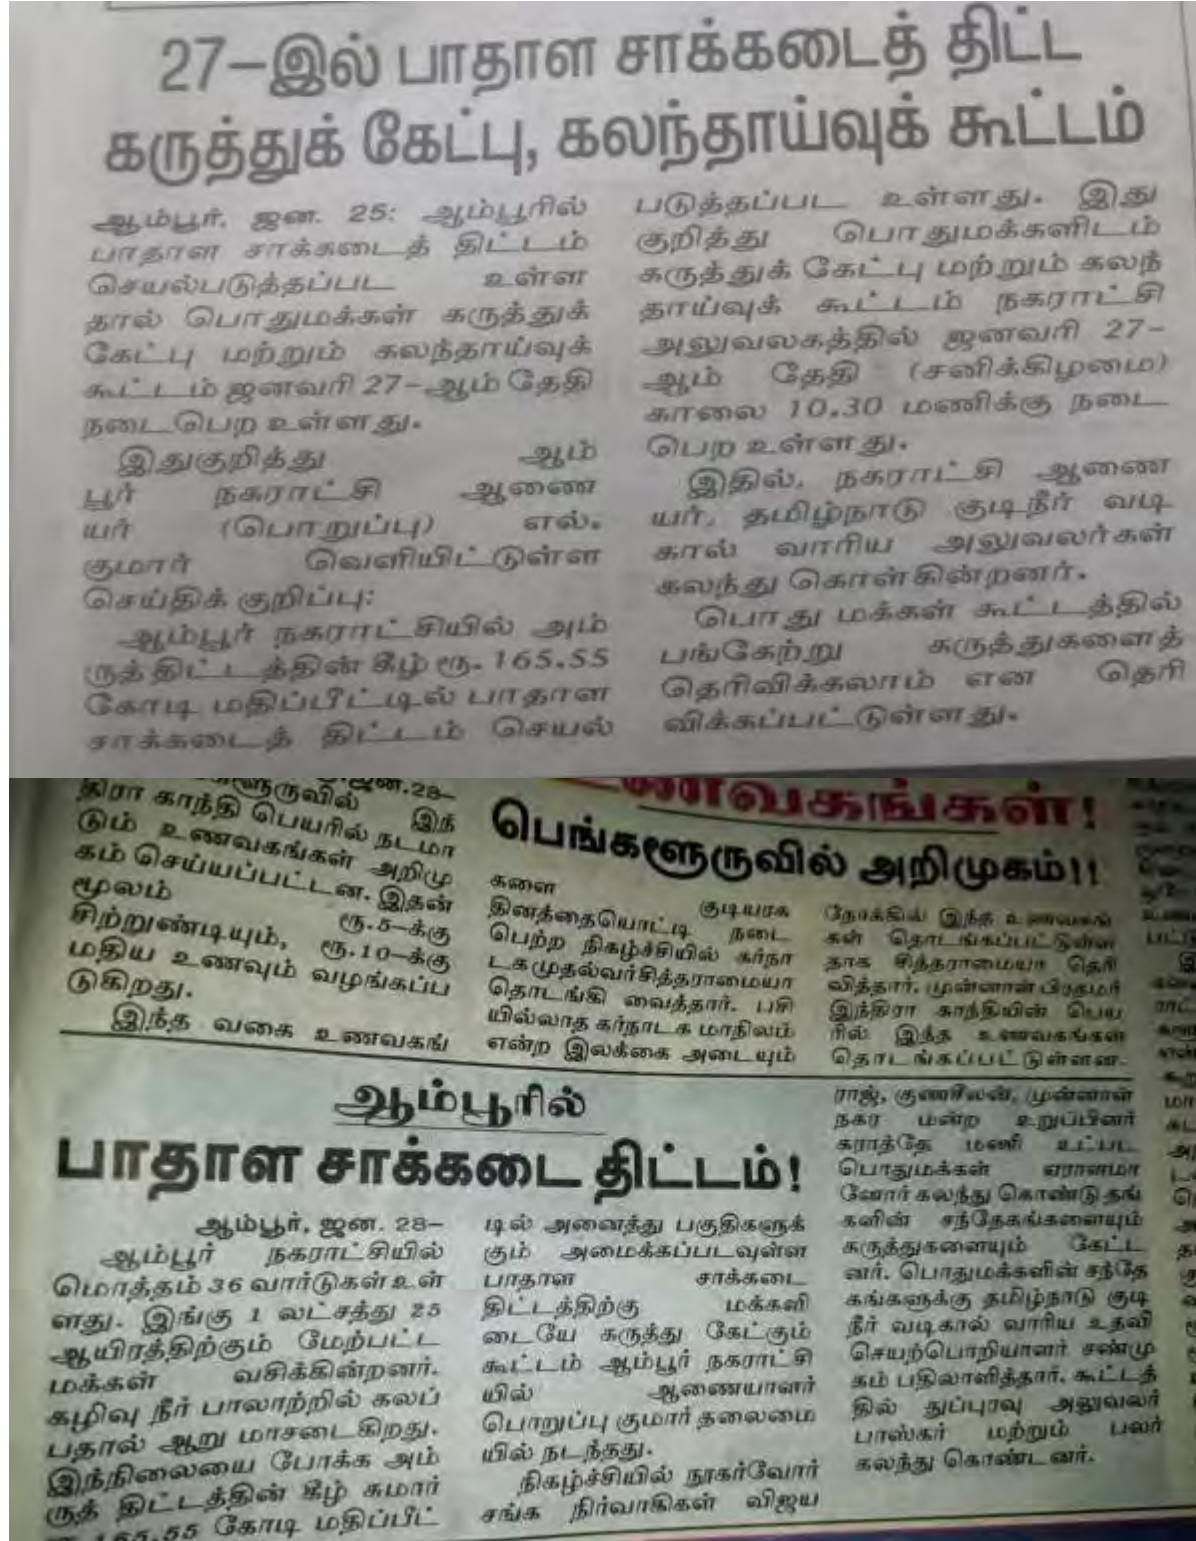 27-இல் பாதாள சாக்கடைத் திட்ட
கருத்துக் கேட்பு, கலந்தாய்வுக் கூட்டம்
ஆம்பூர், ஜன. 25: ஆம்பூரில்
பாதாள சாக்கடைத் திட்டம்
செயல்படுத்தப்பட உள்ள
தால் பொதுமக்கள் கருத்துக்
கேட்பு மற்றும் கலந்தாய்வுக்
கூட்டம் ஜனவரி 27-ஆம் தேதி
நடைபெற உள்ளது.
இதுகுறித்து ஆம்
பூர் நகராட்சி ஆணை
யர் (பொறுப்பு) எல்.
குமார் வெளியிட்டுள்ள
செய்திக் குறிப்பு:
ஆம்பூர் நகராட்சியில் அம்
ருத் திட்டத்தின் கீழ் ரூ. 165.55
கோடி மதிப்பீட்டில் பாதாள
சாக்கடைத் திட்டம் செயல்
படுத்தப்பட உள்ளது. இது
குறித்து பொதுமக்களிடம்
கருத்துக் கேட்பு மற்றும் கலந்
தாய்வுக் கூட்டம் நகராட்சி
அலுவலகத்தில் ஜனவரி 27-
ஆம் தேதி (சனிக்கிழமை)
காலை 10.30 மணிக்கு நடை
பெற உள்ளது.
இதில், நகராட்சி ஆணை
யர், தமிழ்நாடு குடிநீர் வடி
கால் வாரிய அலுவலர்கள்
கலந்து கொள்கின்றனர்.
பொது மக்கள் கூட்டத்தில்
பங்கேற்று கருத்துகளைத்
தெரிவிக்கலாம் என தெரி
விக்கப்பட்டுள்ளது.
உணவகங்கள்!
பெங்களூருவில் அறிமுகம்!!
ஜன.28-
இந்
திரா காந்தி பெயரில் நடமா
டும் உணவகங்கள் அறிமு
கம் செய்யப்பட்டன. இதன்
மூலம் ரூ.5-க்கு
சிற்றுண்டியும், ரூ.10-க்கு
மதிய உணவும் வழங்கப்ப
டுகிறது.
இந்த வகை உணவகங்
களை குடியரசு
தினத்தையொட்டி நடை
பெற்ற நிகழ்ச்சியில் கர்நா
டக முதல்வர் சித்தராமையா
தொடங்கி வைத்தார். பசி
யில்லாத கர்நாடக மாநிலம்
என்ற இலக்கை அடையும்
நோக்கில் இந்த உணவகங்
கள் தொடங்கப்பட்டுள்ள
தாக சித்தராமையா தெரி
வித்தார். முன்னாள் பிரதமர்
இந்திரா காந்தியின் பெய
ரில் இந்த உணவகங்கள்
தொடங்கப்பட்டுள்ளன.
ஆம்பூரில்
பாதாள சாக்கடை திட்டம்!
ஆம்பூர், ஜன. 28-
ஆம்பூர் நகராட்சியில்
மொத்தம் 36 வார்டுகள் உள்
ளது. இங்கு 1 லட்சத்து 25
ஆயிரத்திற்கும் மேற்பட்ட
மக்கள் வசிக்கின்றனர்.
கழிவு நீர் பாலாற்றில் கலப்
பதால் ஆறு மாசடைகிறது.
இந்நிலையை போக்க அம்
ருத் திட்டத்தின் கீழ் சுமார்
ரூ.165.55 கோடி மதிப்பீட்
டில் அனைத்து பகுதிகளுக்
கும் அமைக்கப்படவுள்ள
பாதாள சாக்கடை
திட்டத்திற்கு மக்களி
டையே கருத்து கேட்கும்
கூட்டம் ஆம்பூர் நகராட்சி
யில் ஆணையாளர்
பொறுப்பு குமார் தலைமை
யில் நடந்தது.
நிகழ்ச்சியில் நூகர்வோர்
சங்க நிர்வாகிகள் விஜய
ராஜ், குணசீலன், முன்னாள்
நகர மன்ற உறுப்பினர்
கராத்தே மணி உட்பட
பொதுமக்கள் ஏராளமா
னோர் கலந்து கொண்டு தங்
களின் சந்தேகங்களையும்
கருத்துகளையும் கேட்ட
னர். பொதுமக்களின் சந்தே
கங்களுக்கு தமிழ்நாடு குடி
நீர் வடிகால் வாரிய உதவி
செயற்பொறியாளர் சண்மு
கம் பதிலாளித்தார். கூட்டத்
தில் துப்புரவு அலுவலர்
பாஸ்கர் மற்றும் பலர்
கலந்து கொண்டனர்.